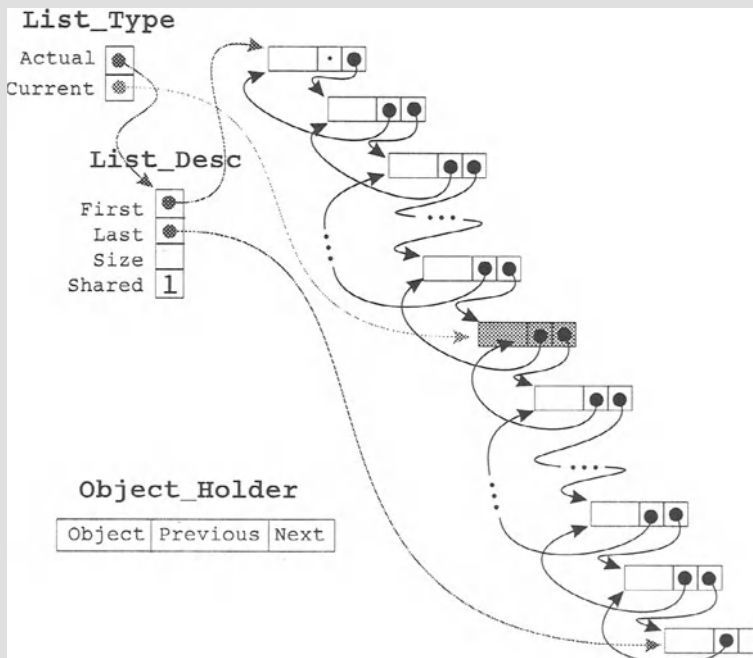 List_Type
Actual
Current
List_Desc
First
Last
Size
Shared 1
Object_Holder
Object Previous Next